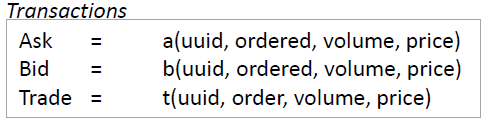 Transactions
Ask = a(uuid, ordered, volume, price)
Bid = b(uuid, ordered, volume, price)
Trade = t(uuid, order, volume, price)